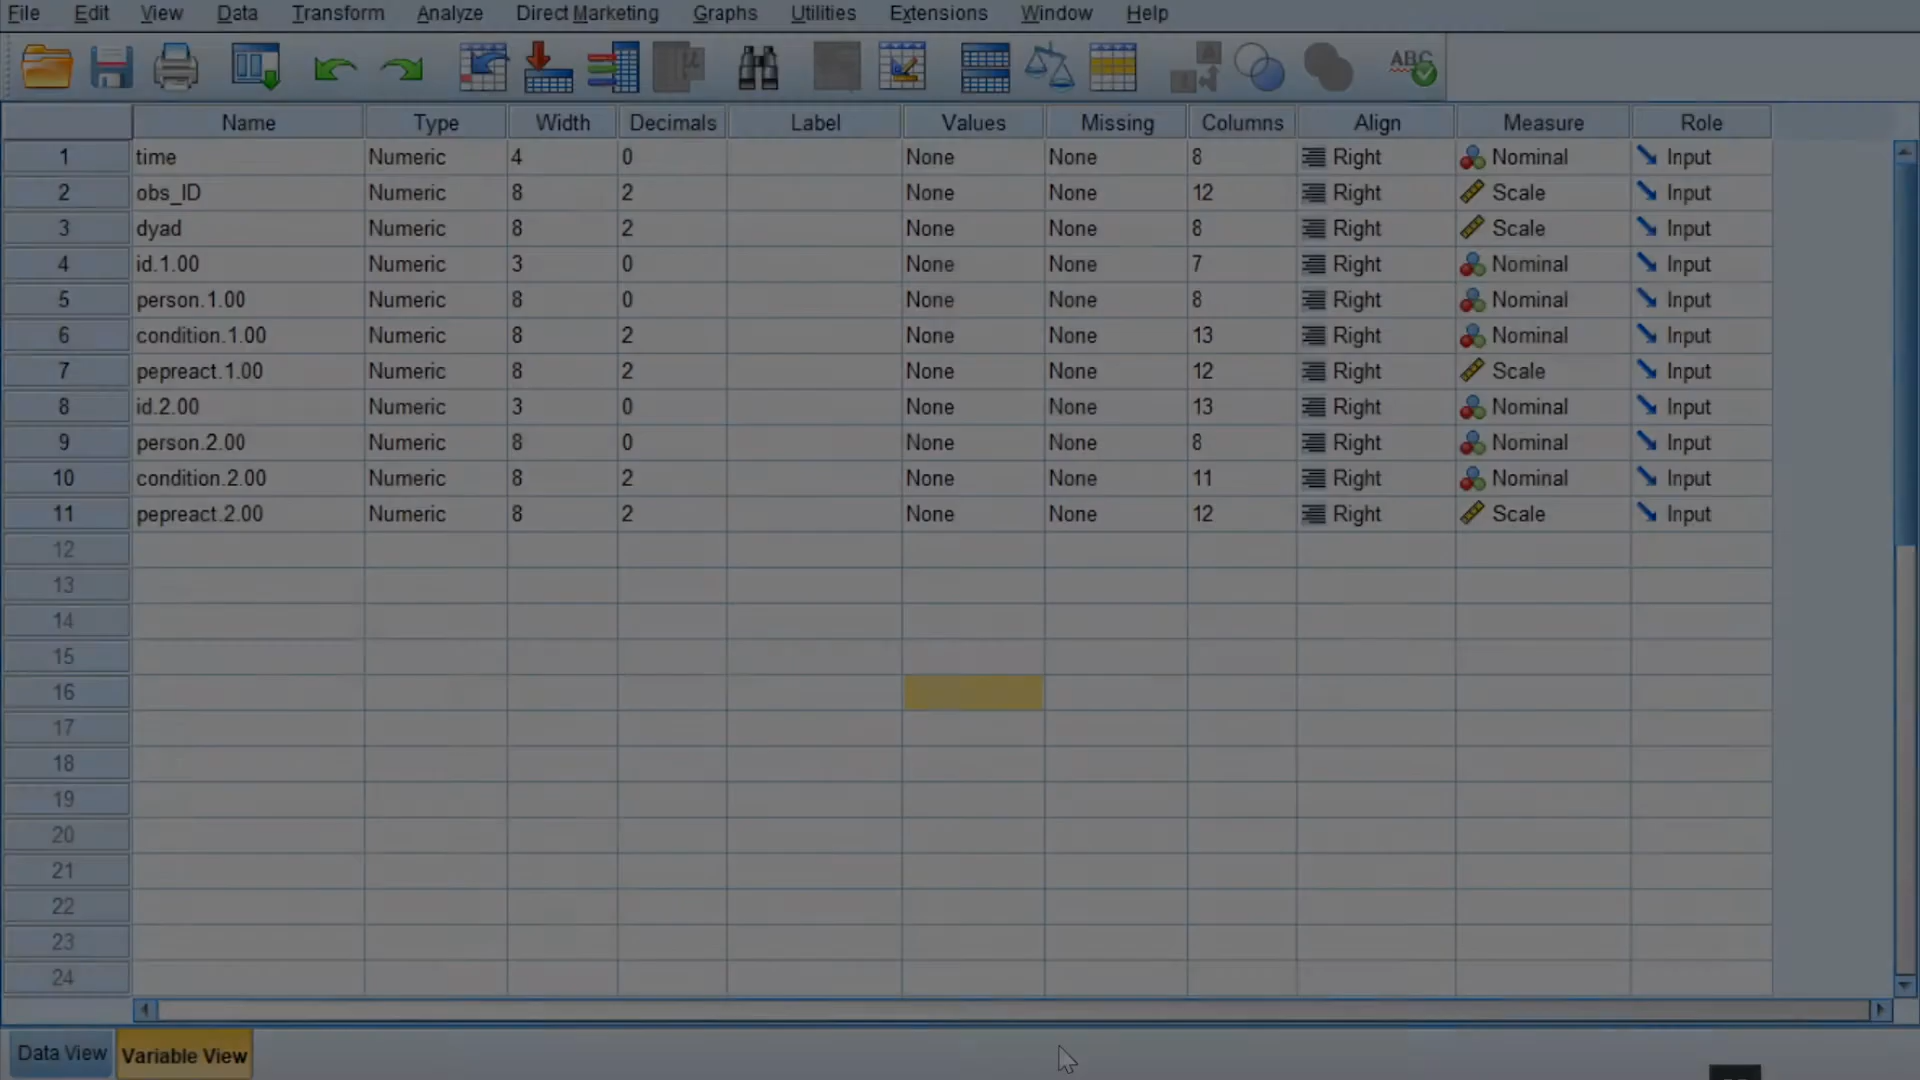 File Edit View Data Transform Analyze Direct Marketing Graphs Utilities Extensions Window Help
ABC
Name Type Width Decimals Label Values Missing Columns Align Measure Role
1 time Numeric 4 0 None None 8 Right Nominal Input
2 obs_ID Numeric 8 2 None None 12 Right Scale Input
3 dyad Numeric 8 2 None None 8 Right Scale Input
4 id.1.00 Numeric 3 0 None None 7 Right Nominal Input
5 person.1.00 Numeric 8 0 None None 8 Right Nominal Input
6 condition.1.00 Numeric 8 2 None None 13 Right Nominal Input
7 pepreact.1.00 Numeric 8 2 None None 12 Right Scale Input
8 id.2.00 Numeric 3 0 None None 13 Right Nominal Input
9 person.2.00 Numeric 8 0 None None 8 Right Nominal Input
10 condition.2.00 Numeric 8 2 None None 11 Right Nominal Input
11 pepreact.2.00 Numeric 8 2 None None 12 Right Scale Input
12
13
14
15
16
17
18
19
20
21
22
23
24
Data View Variable View